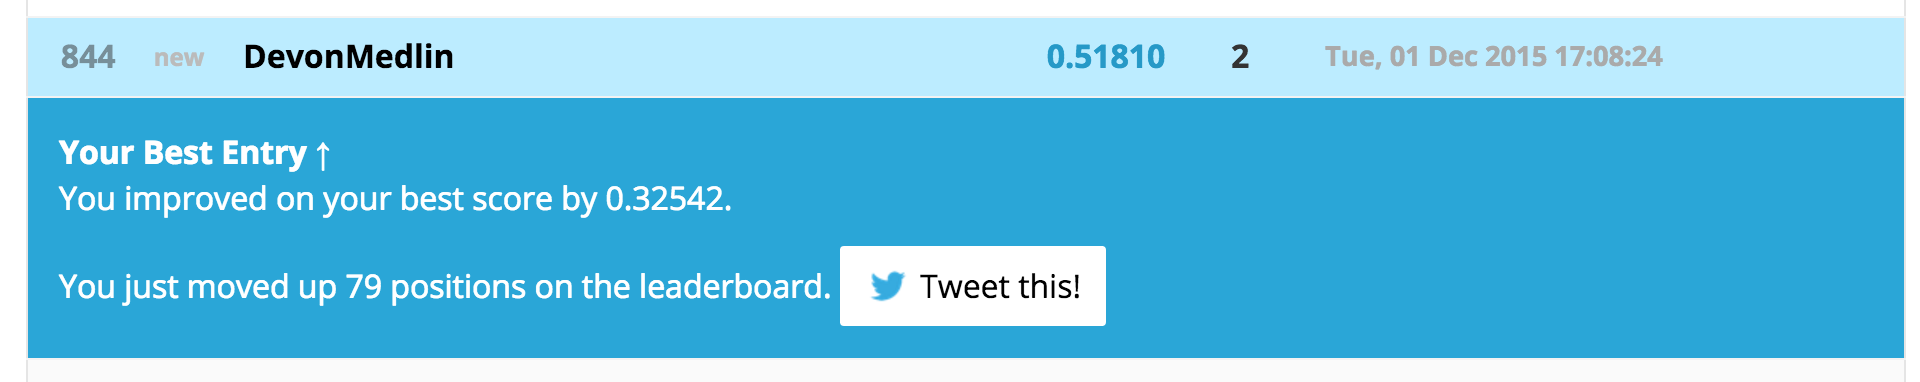 844 new DevonMedlin 0.51810 2 Tue, 01 Dec 2015 17:08:24
Your Best Entry ↑
You improved on your best score by 0.32542.
You just moved up 79 positions on the leaderboard. Tweet this!